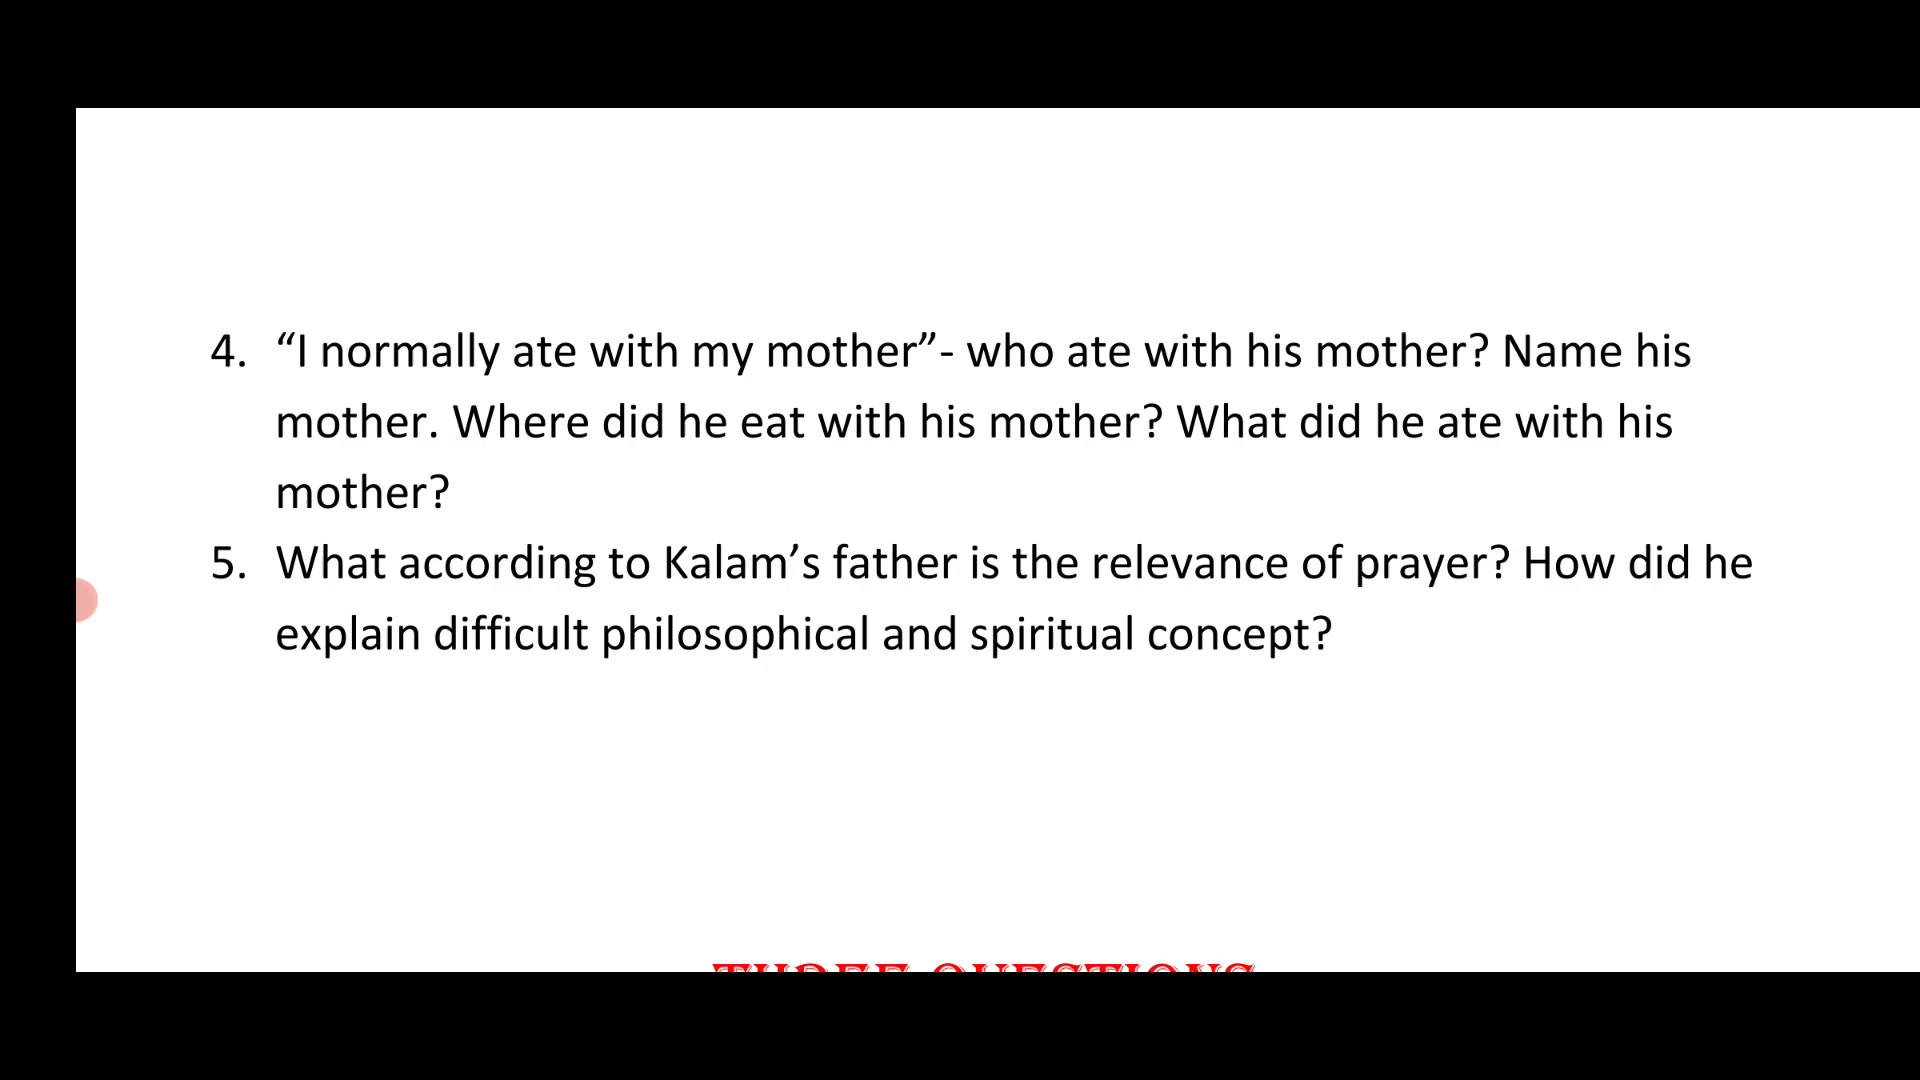 4. “I normally ate with my mother”- who ate with his mother? Name his
mother. Where did he eat with his mother? What did he ate with his
mother?
5. What according to Kalam’s father is the relevance of prayer? How did he
explain difficult philosophical and spiritual concept?
THREE QUESTIONS